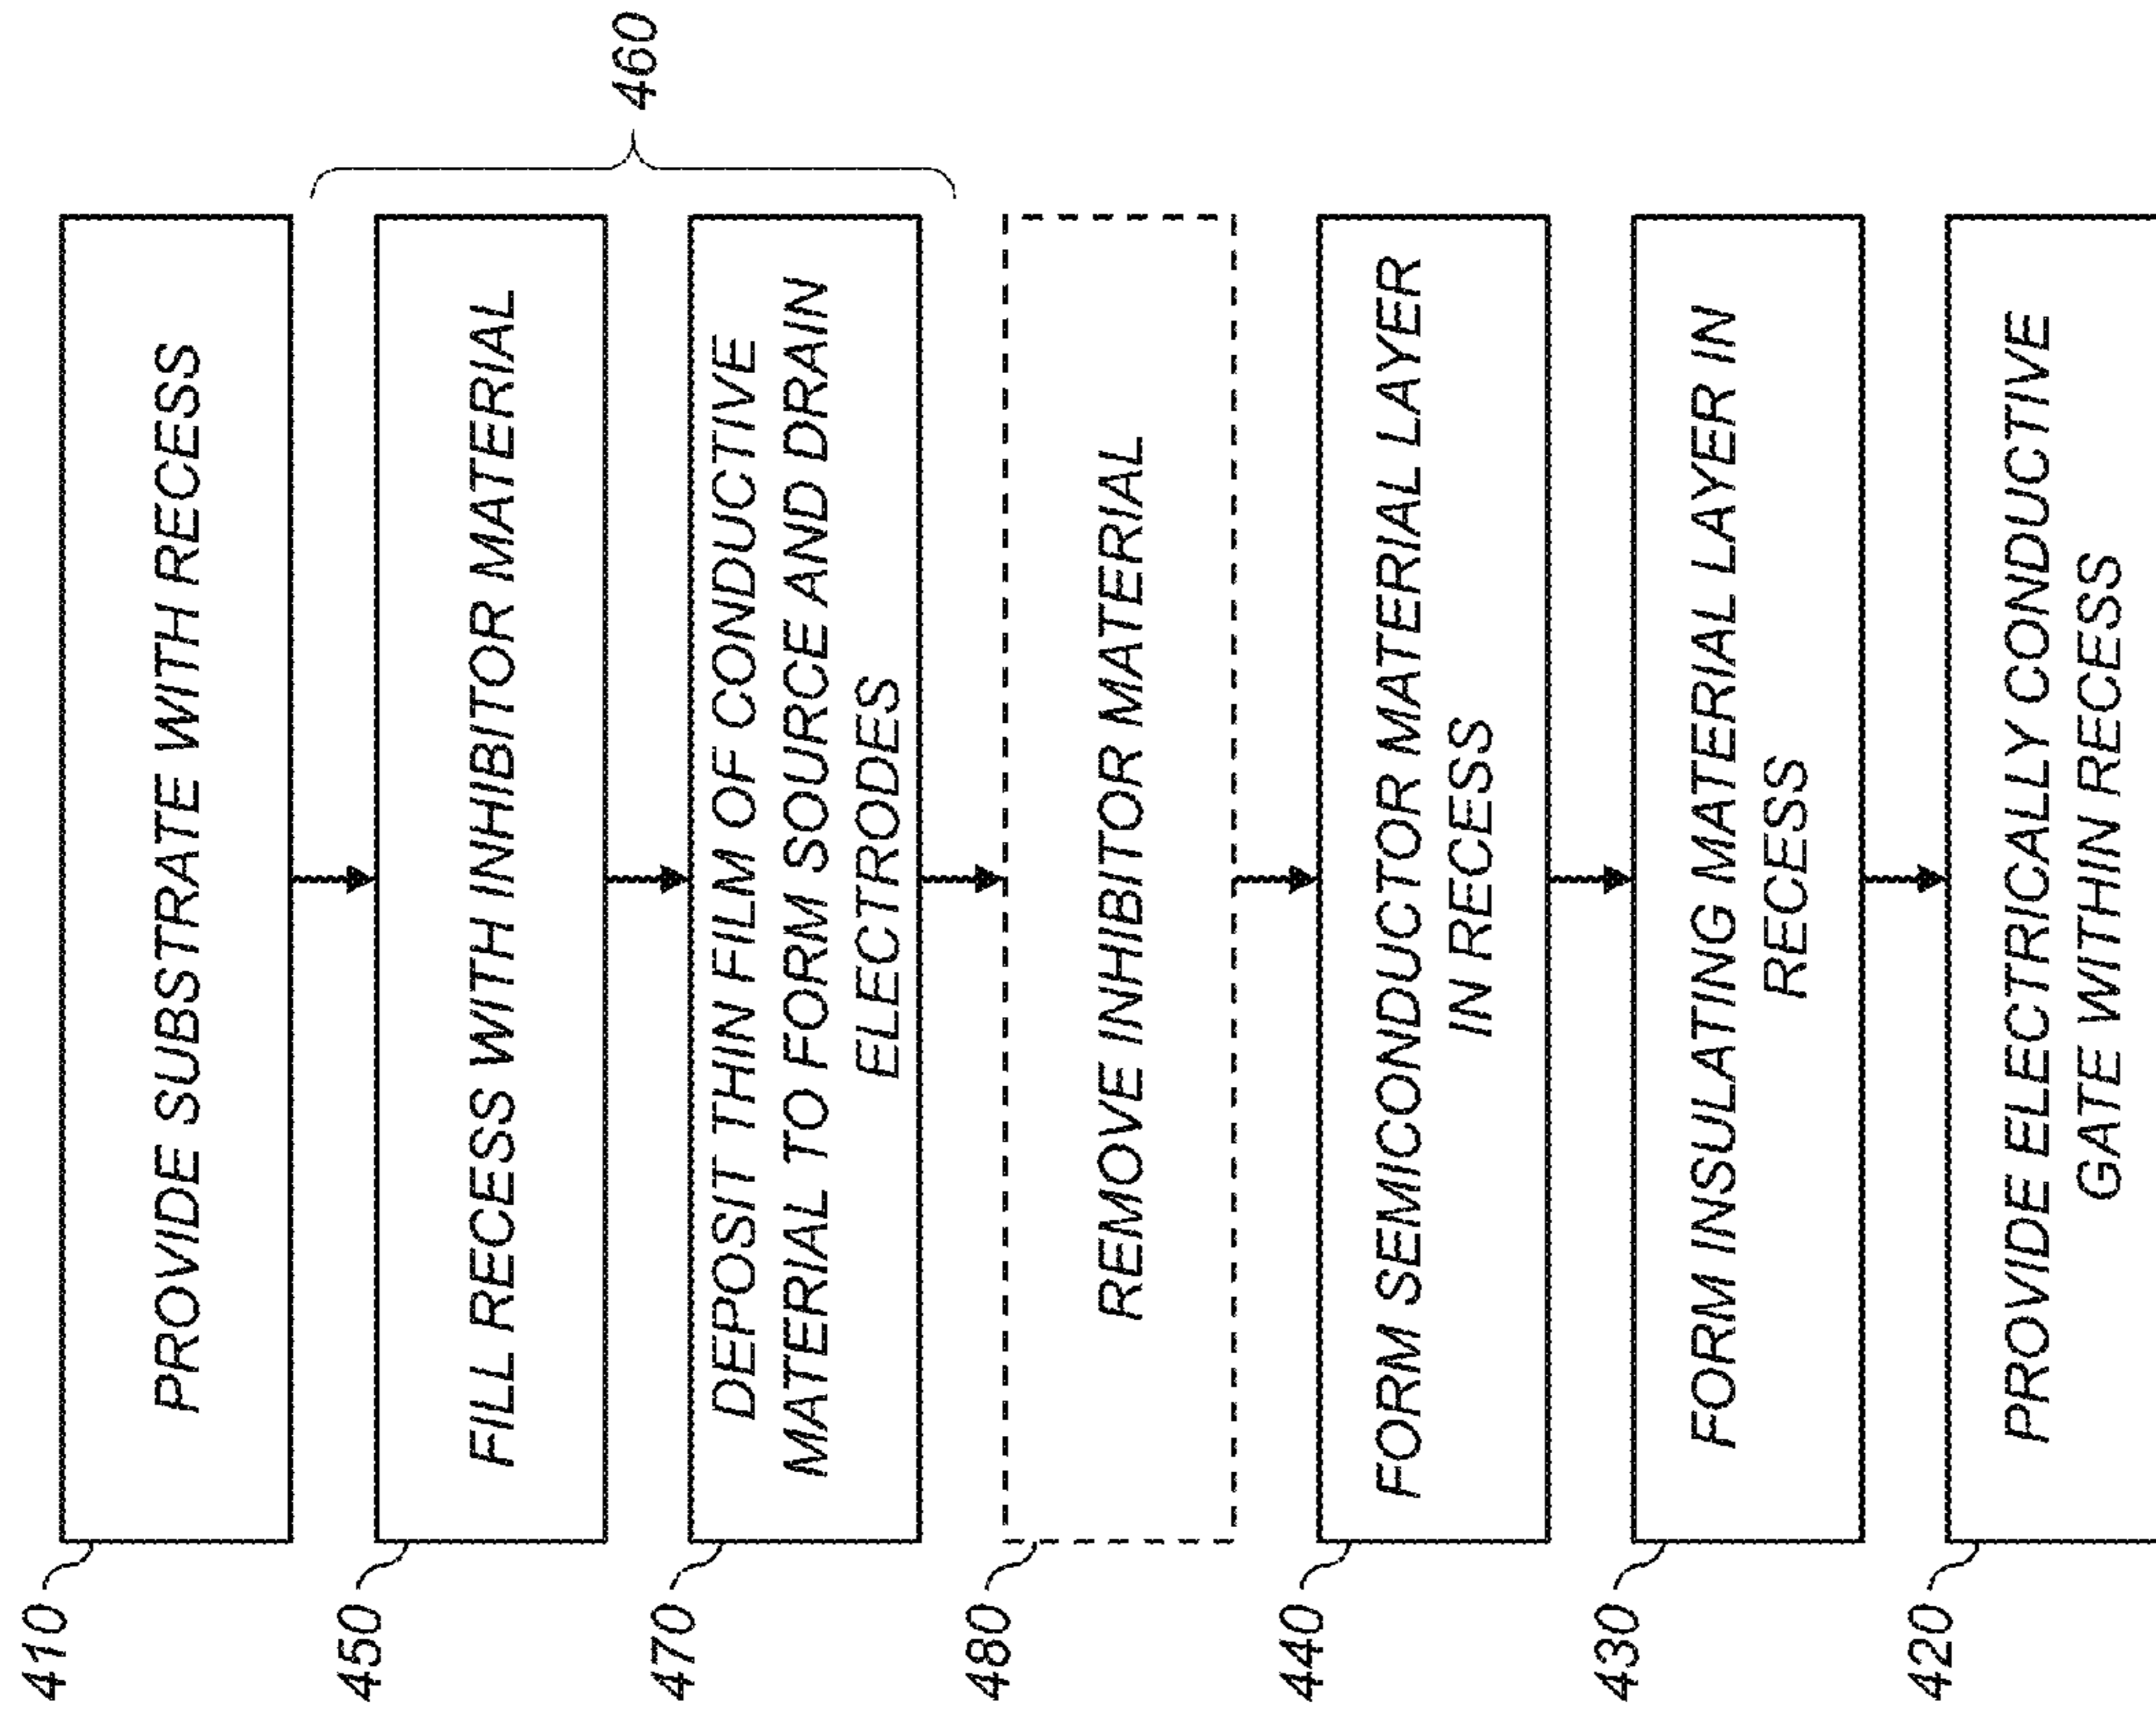 410
PROVIDE SUBSTRATE WITH RECESS
450
FILL RECESS WITH INHIBITOR MATERIAL
460
470
DEPOSIT THIN FILM OF CONDUCTIVE
MATERIAL TO FORM SOURCE AND DRAIN
ELECTRODES
480
REMOVE INHIBITOR MATERIAL
440
FORM SEMICONDUCTOR MATERIAL LAYER
IN RECESS
430
FORM INSULATING MATERIAL LAYER IN
RECESS
420
PROVIDE ELECTRICALLY CONDUCTIVE
GATE WITHIN RECESS